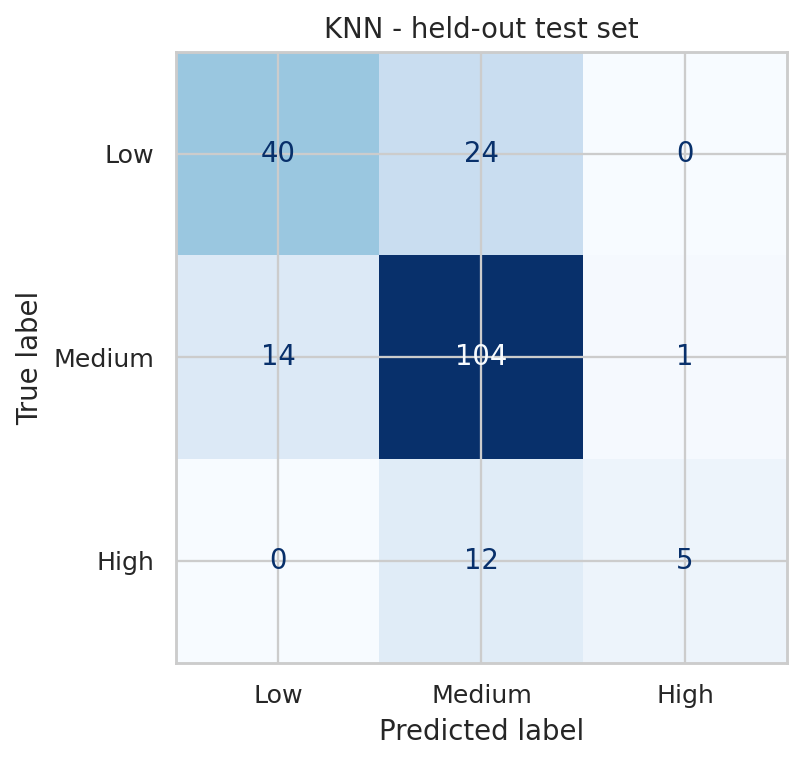 KNN - held-out test set
True label
Low
40 24 0
Medium
14 104 1
High
0 12 5
Low Medium High
Predicted label